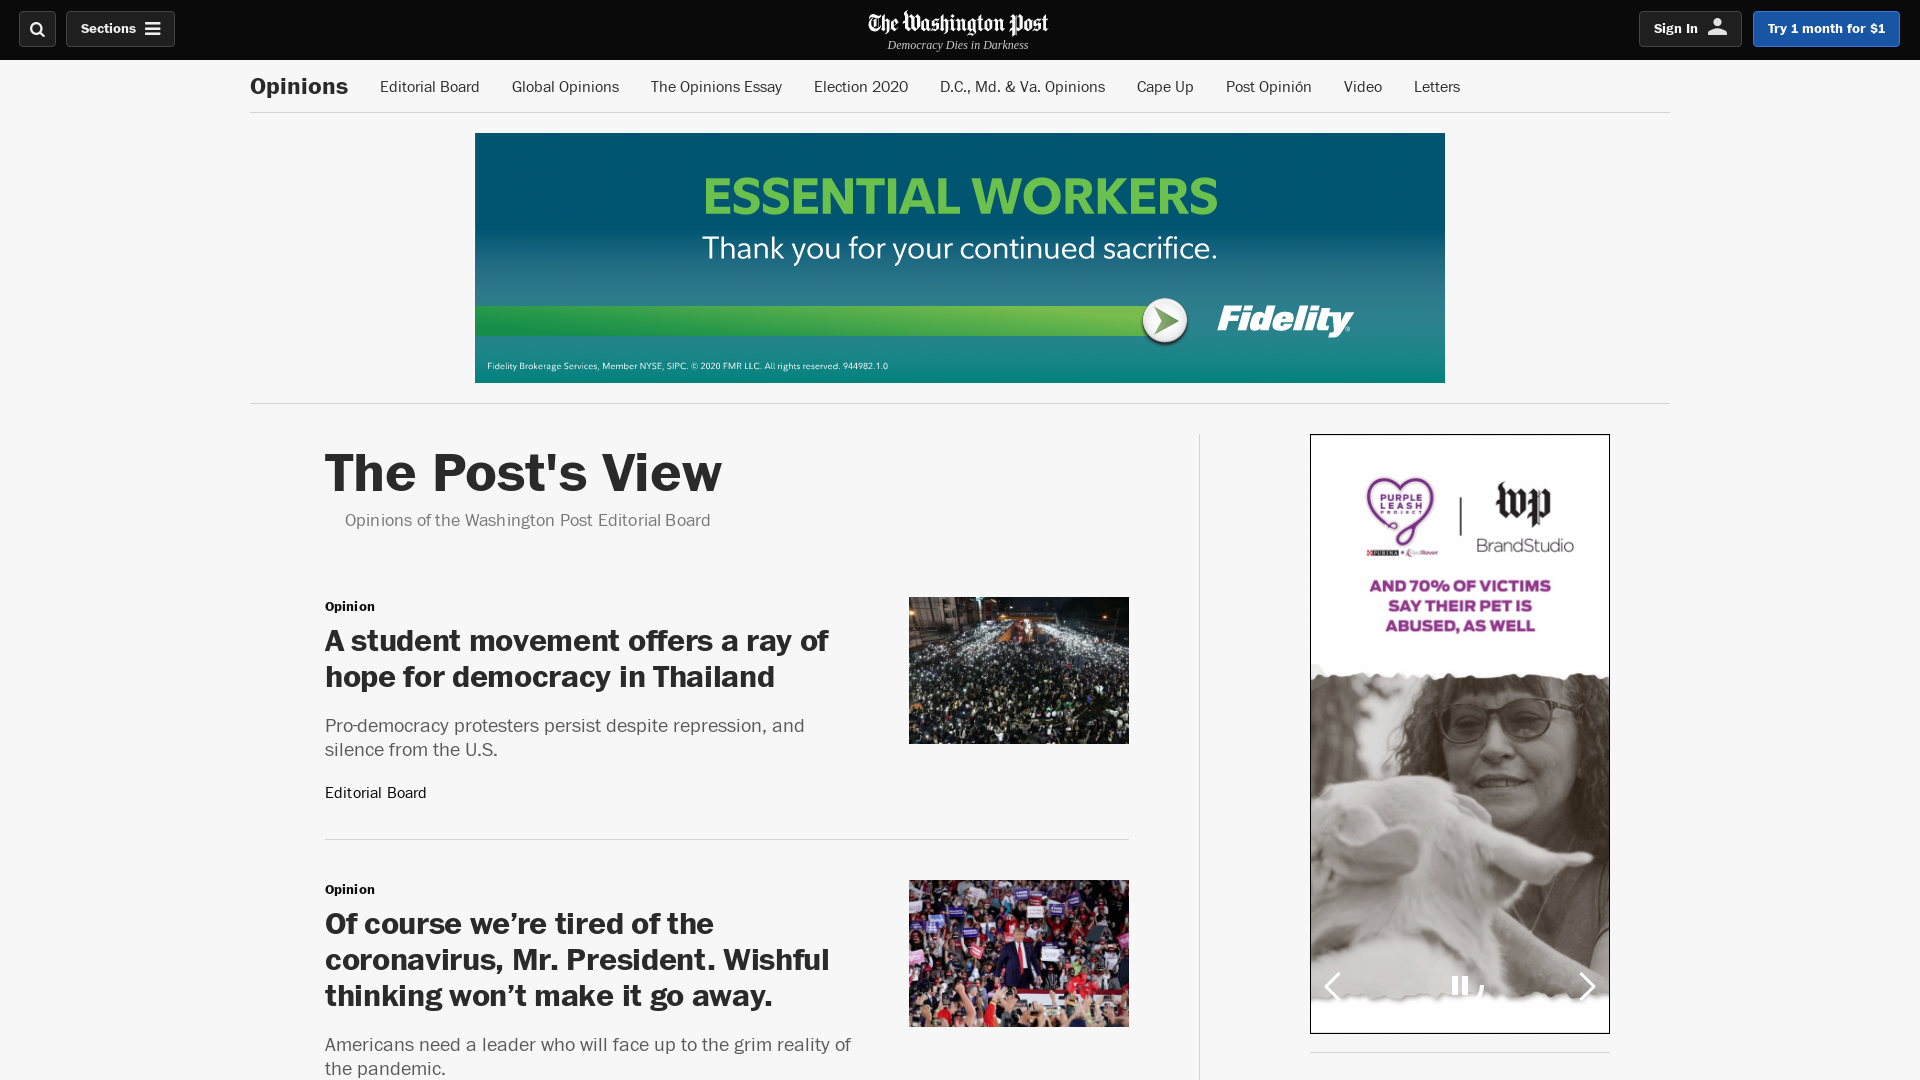 Sections
The Washington Post
Democracy Dies in Darkness
Sign In
Try 1 month for $1
Opinions
Editorial Board
Global Opinions
The Opinions Essay
Election 2020
D.C., Md. & Va. Opinions
Cape Up
Post Opinión
Video
Letters
ESSENTIAL WORKERS
Thank you for your continued sacrifice.
Fidelity
Fidelity Brokerage Services, Member NYSE, SIPC. © 2020 FMR LLC. All rights reserved. 944982.1.0
The Post's View
Opinions of the Washington Post Editorial Board
Opinion
A student movement offers a ray of
hope for democracy in Thailand
Pro-democracy protesters persist despite repression, and
silence from the U.S.
Editorial Board
Opinion
Of course we’re tired of the
coronavirus, Mr. President. Wishful
thinking won’t make it go away.
Americans need a leader who will face up to the grim reality of
the pandemic.
PURPLE
LEASH
PROJECT
PURINA +
wp
BrandStudio
AND 70% OF VICTIMS
SAY THEIR PET IS
ABUSED, AS WELL